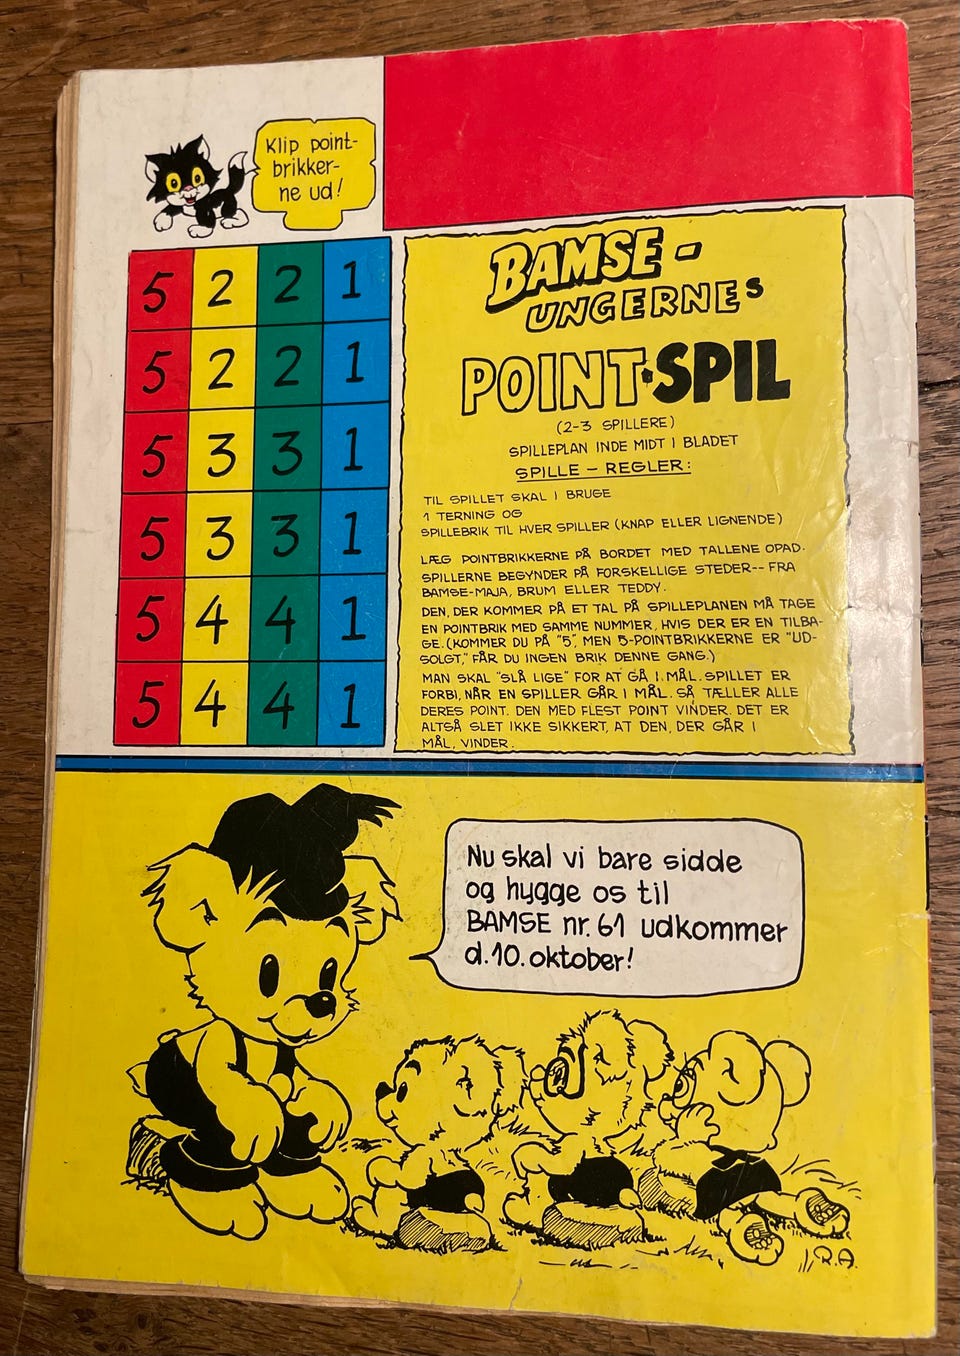 Klip point-
brikker-
ne ud!
5 2 2 1
5 2 2 1
5 3 3 1
5 3 3 1
5 4 4 1
5 4 4 1
BAMSE-
UNGERNES
POINT·SPIL
(2-3 SPILLERE)
SPILLEPLAN INDE MIDT I BLADET
SPILLE - REGLER:
TIL SPILLET SKAL I BRUGE
1 TERNING OG
SPILLEBRIK TIL HVER SPILLER (KNAP ELLER LIGNENDE)
LÆG POINTBRIKKERNE PÅ BORDET MED TALLENE OPAD.
SPILLERNE BEGYNDER PÅ FORSKELLIGE STEDER-- FRA
BAMSE-MAJA, BRUM ELLER TEDDY.
DEN, DER KOMMER PÅ ET TAL PÅ SPILLEPLANEN MÅ TAGE
EN POINTBRIK MED SAMME NUMMER, HVIS DER ER EN TILBA-
GE. (KOMMER DU PÅ "5", MEN 5-POINTBRIKKERNE ER "UD-
SOLGT," FÅR DU INGEN BRIK DENNE GANG.)
MAN SKAL "SLÅ LIGE" FOR AT GÅ I MÅL. SPILLET ER
FORBI, NÅR EN SPILLER GÅR I MÅL. SÅ TÆLLER ALLE
DERES POINT. DEN MED FLEST POINT VINDER. DET ER
ALTSÅ SLET IKKE SIKKERT, AT DEN, DER GÅR I
MÅL, VINDER.
Nu skal vi bare sidde
og hygge os til
BAMSE nr. 61 udkommer
d. 10. oktober!
R.A.